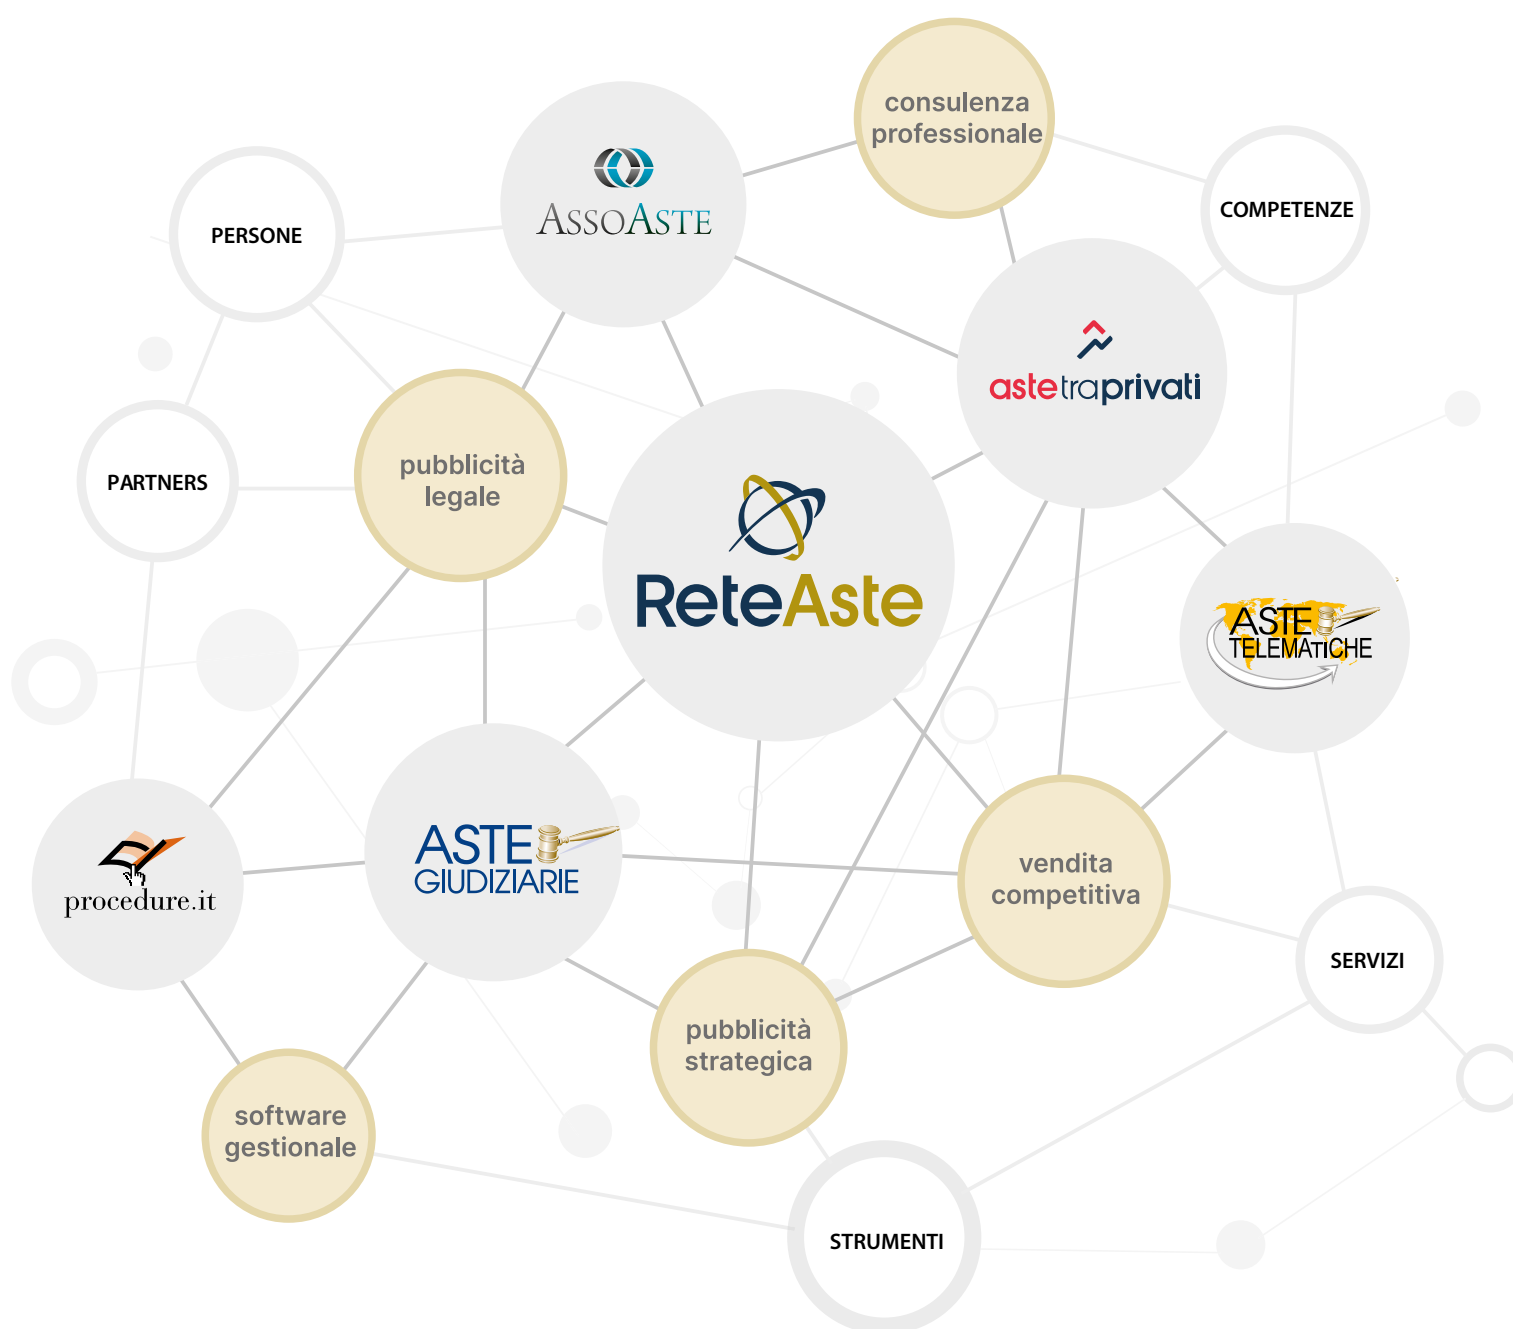 consulenza
professionale
ASSOASTE
COMPETENZE
PERSONE
astetraprivati
pubblicità
legale
PARTNERS
ReteAste
ASTE
TELEMATICHE
ASTE
GIUDIZIARIE
procedure.it
vendita
competitiva
SERVIZI
pubblicità
strategica
software
gestionale
STRUMENTI